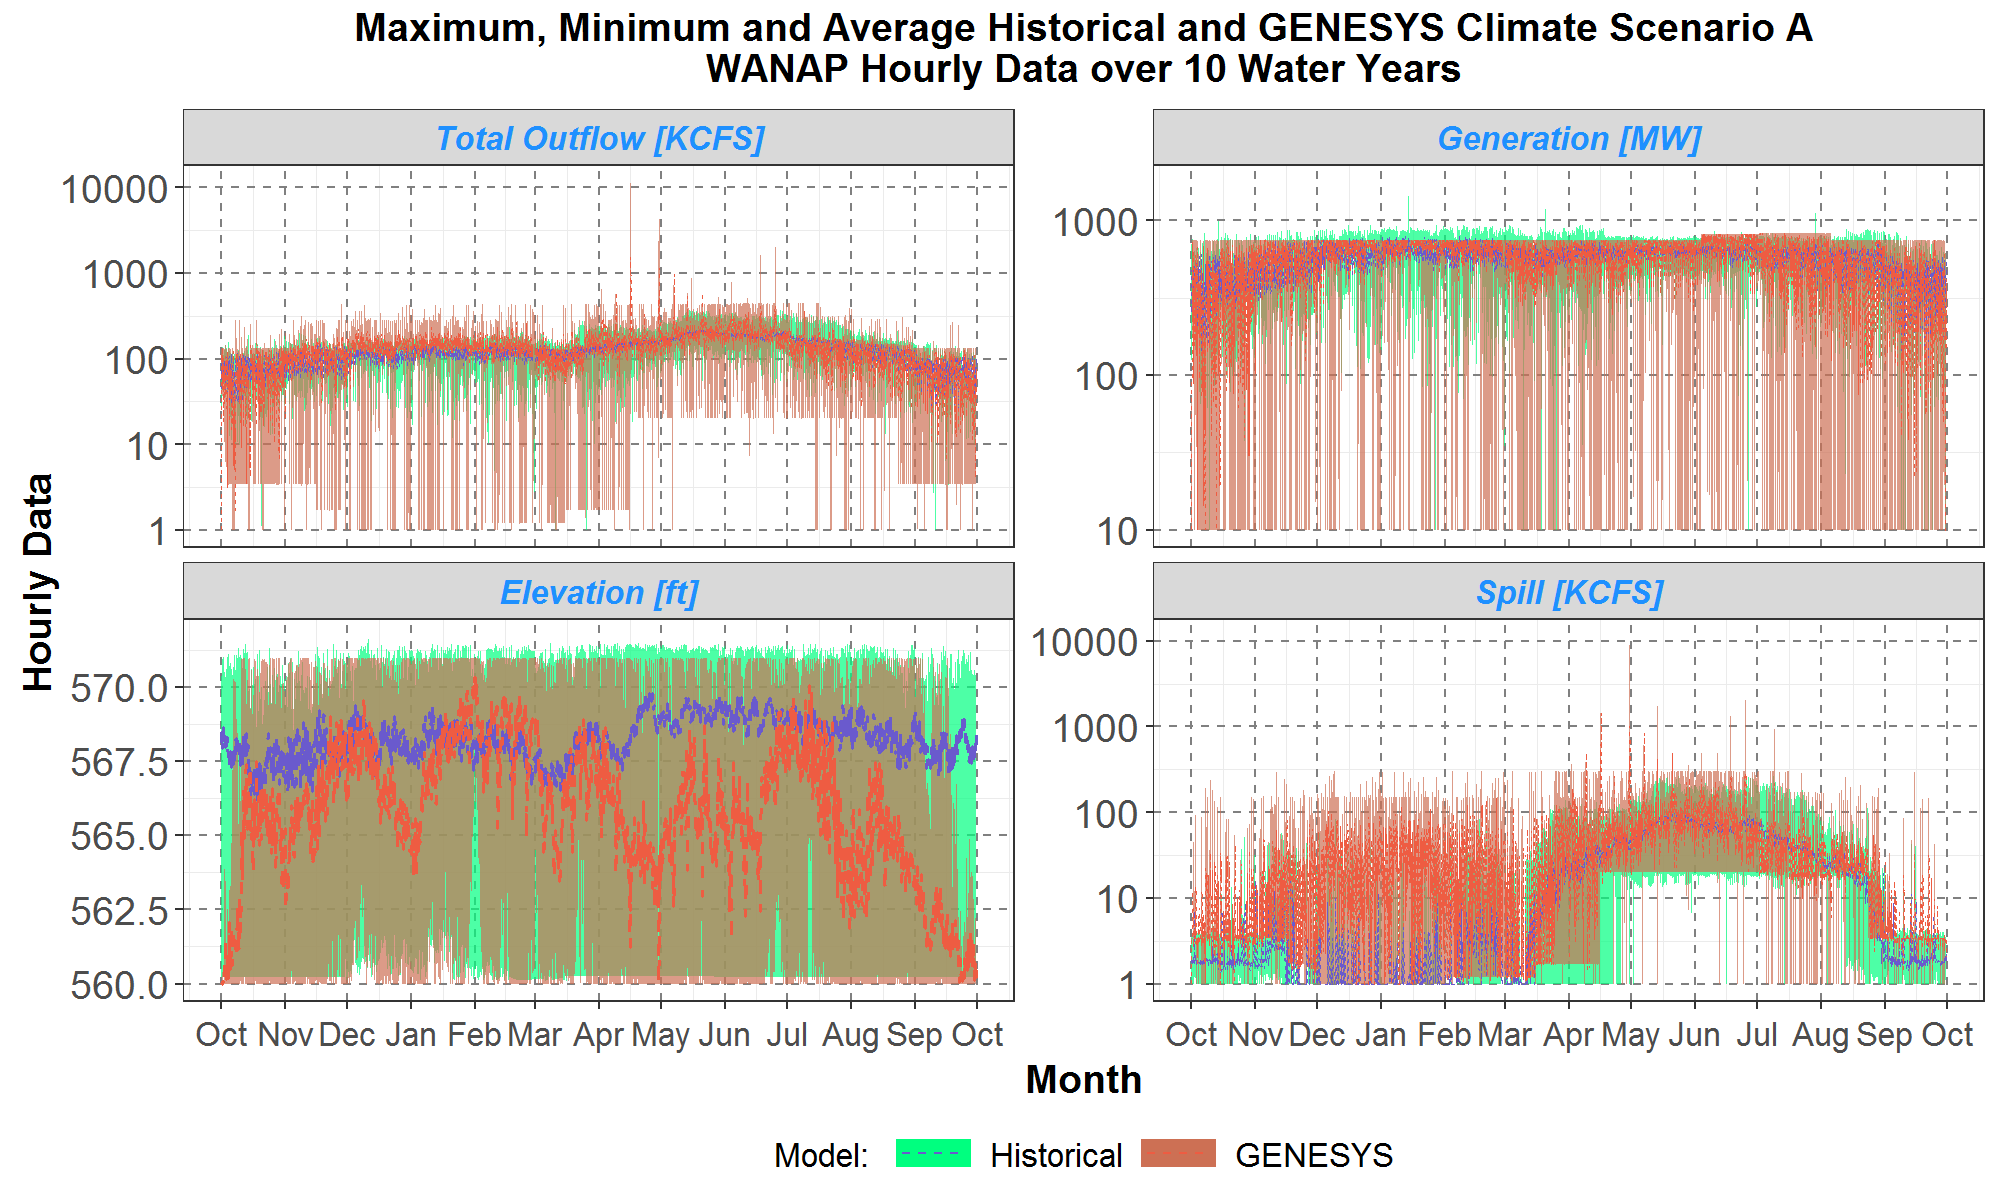 Maximum, Minimum and Average Historical and GENESYS Climate Scenario A
WANAP Hourly Data over 10 Water Years
Total Outflow [KCFS]
10000
1000
100
10
1
Generation [MW]
1000
100
10
Hourly Data
Elevation [ft]
570.0
567.5
565.0
562.5
560.0
Oct Nov Dec Jan Feb Mar Apr May Jun Jul Aug Sep Oct
Spill [KCFS]
10000
1000
100
10
1
Oct Nov Dec Jan Feb Mar Apr May Jun Jul Aug Sep Oct
Month
Model: Historical GENESYS